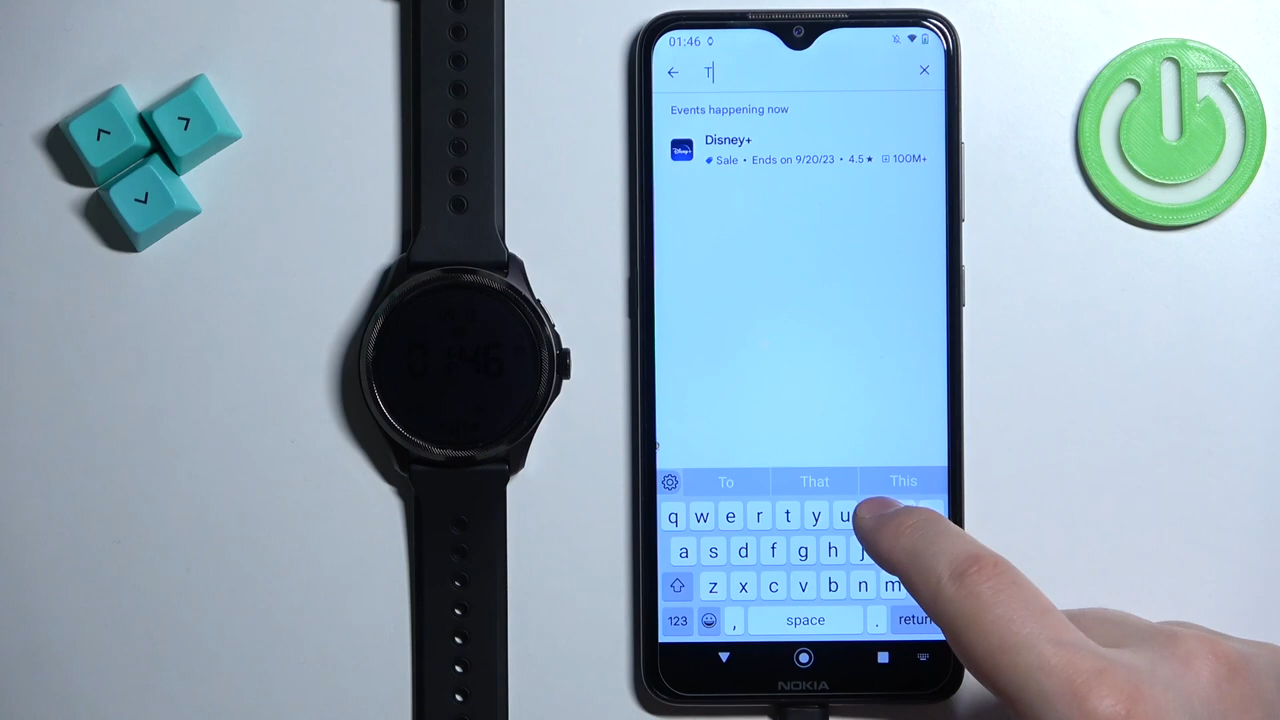 01:46
T
Events happening now
Disney+
Disney+
Sale • Ends on 9/20/23 • 4.5★ 100M+
To That This
q w e r t y u
a s d f g h j
z x c v b n m
123 , space . return
NOKIA